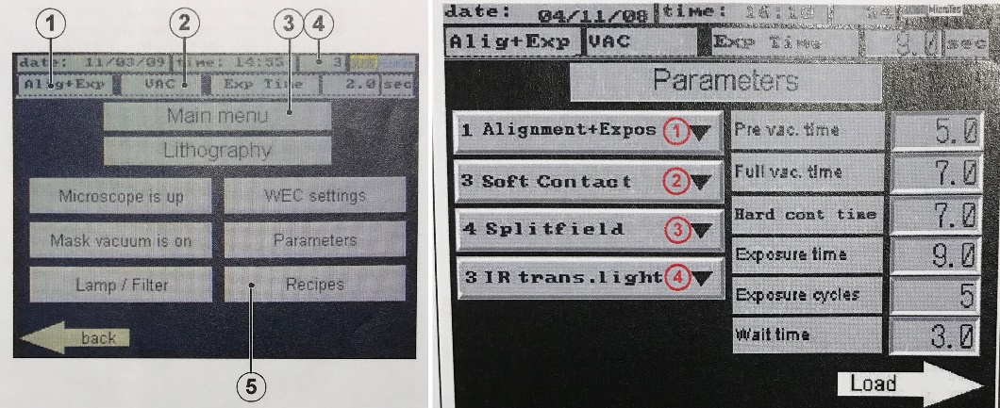 1 2 3 4
date: 11/03/09 time: 14:55 3
Alig+Exp VAC Exp Time 2.0 sec
Main menu
Lithography
Microscope is up WEC settings
Mask vacuum is on Parameters
Lamp / Filter Recipes
back
5
date: 04/11/08 time: 16:16
Alig+Exp VAC Exp Time 9.0 sec
Parameters
1 Alignment+Expos 1 Pre vac. time 5.0
3 Soft Contact 2 Full vac. time 7.0
Hard cont time 7.0
4 Splitfield 3
Exposure time 9.0
3 IR trans.light 4
Exposure cycles 5
Wait time 3.0
Load